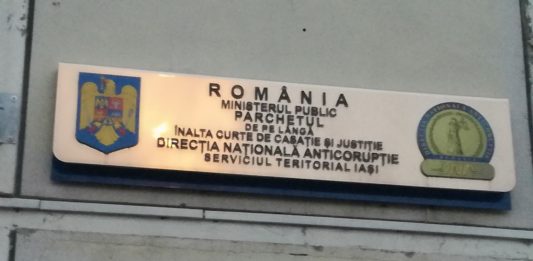 ROMÂNIA
MINISTERUL PUBLIC
PARCHETUL
DE PE LÂNGĂ
ÎNALTA CURTE DE CASAȚIE ȘI JUSTIȚIE
DIRECȚIA NAȚIONALĂ ANTICORUPȚIE
SERVICIUL TERITORIAL IAȘI